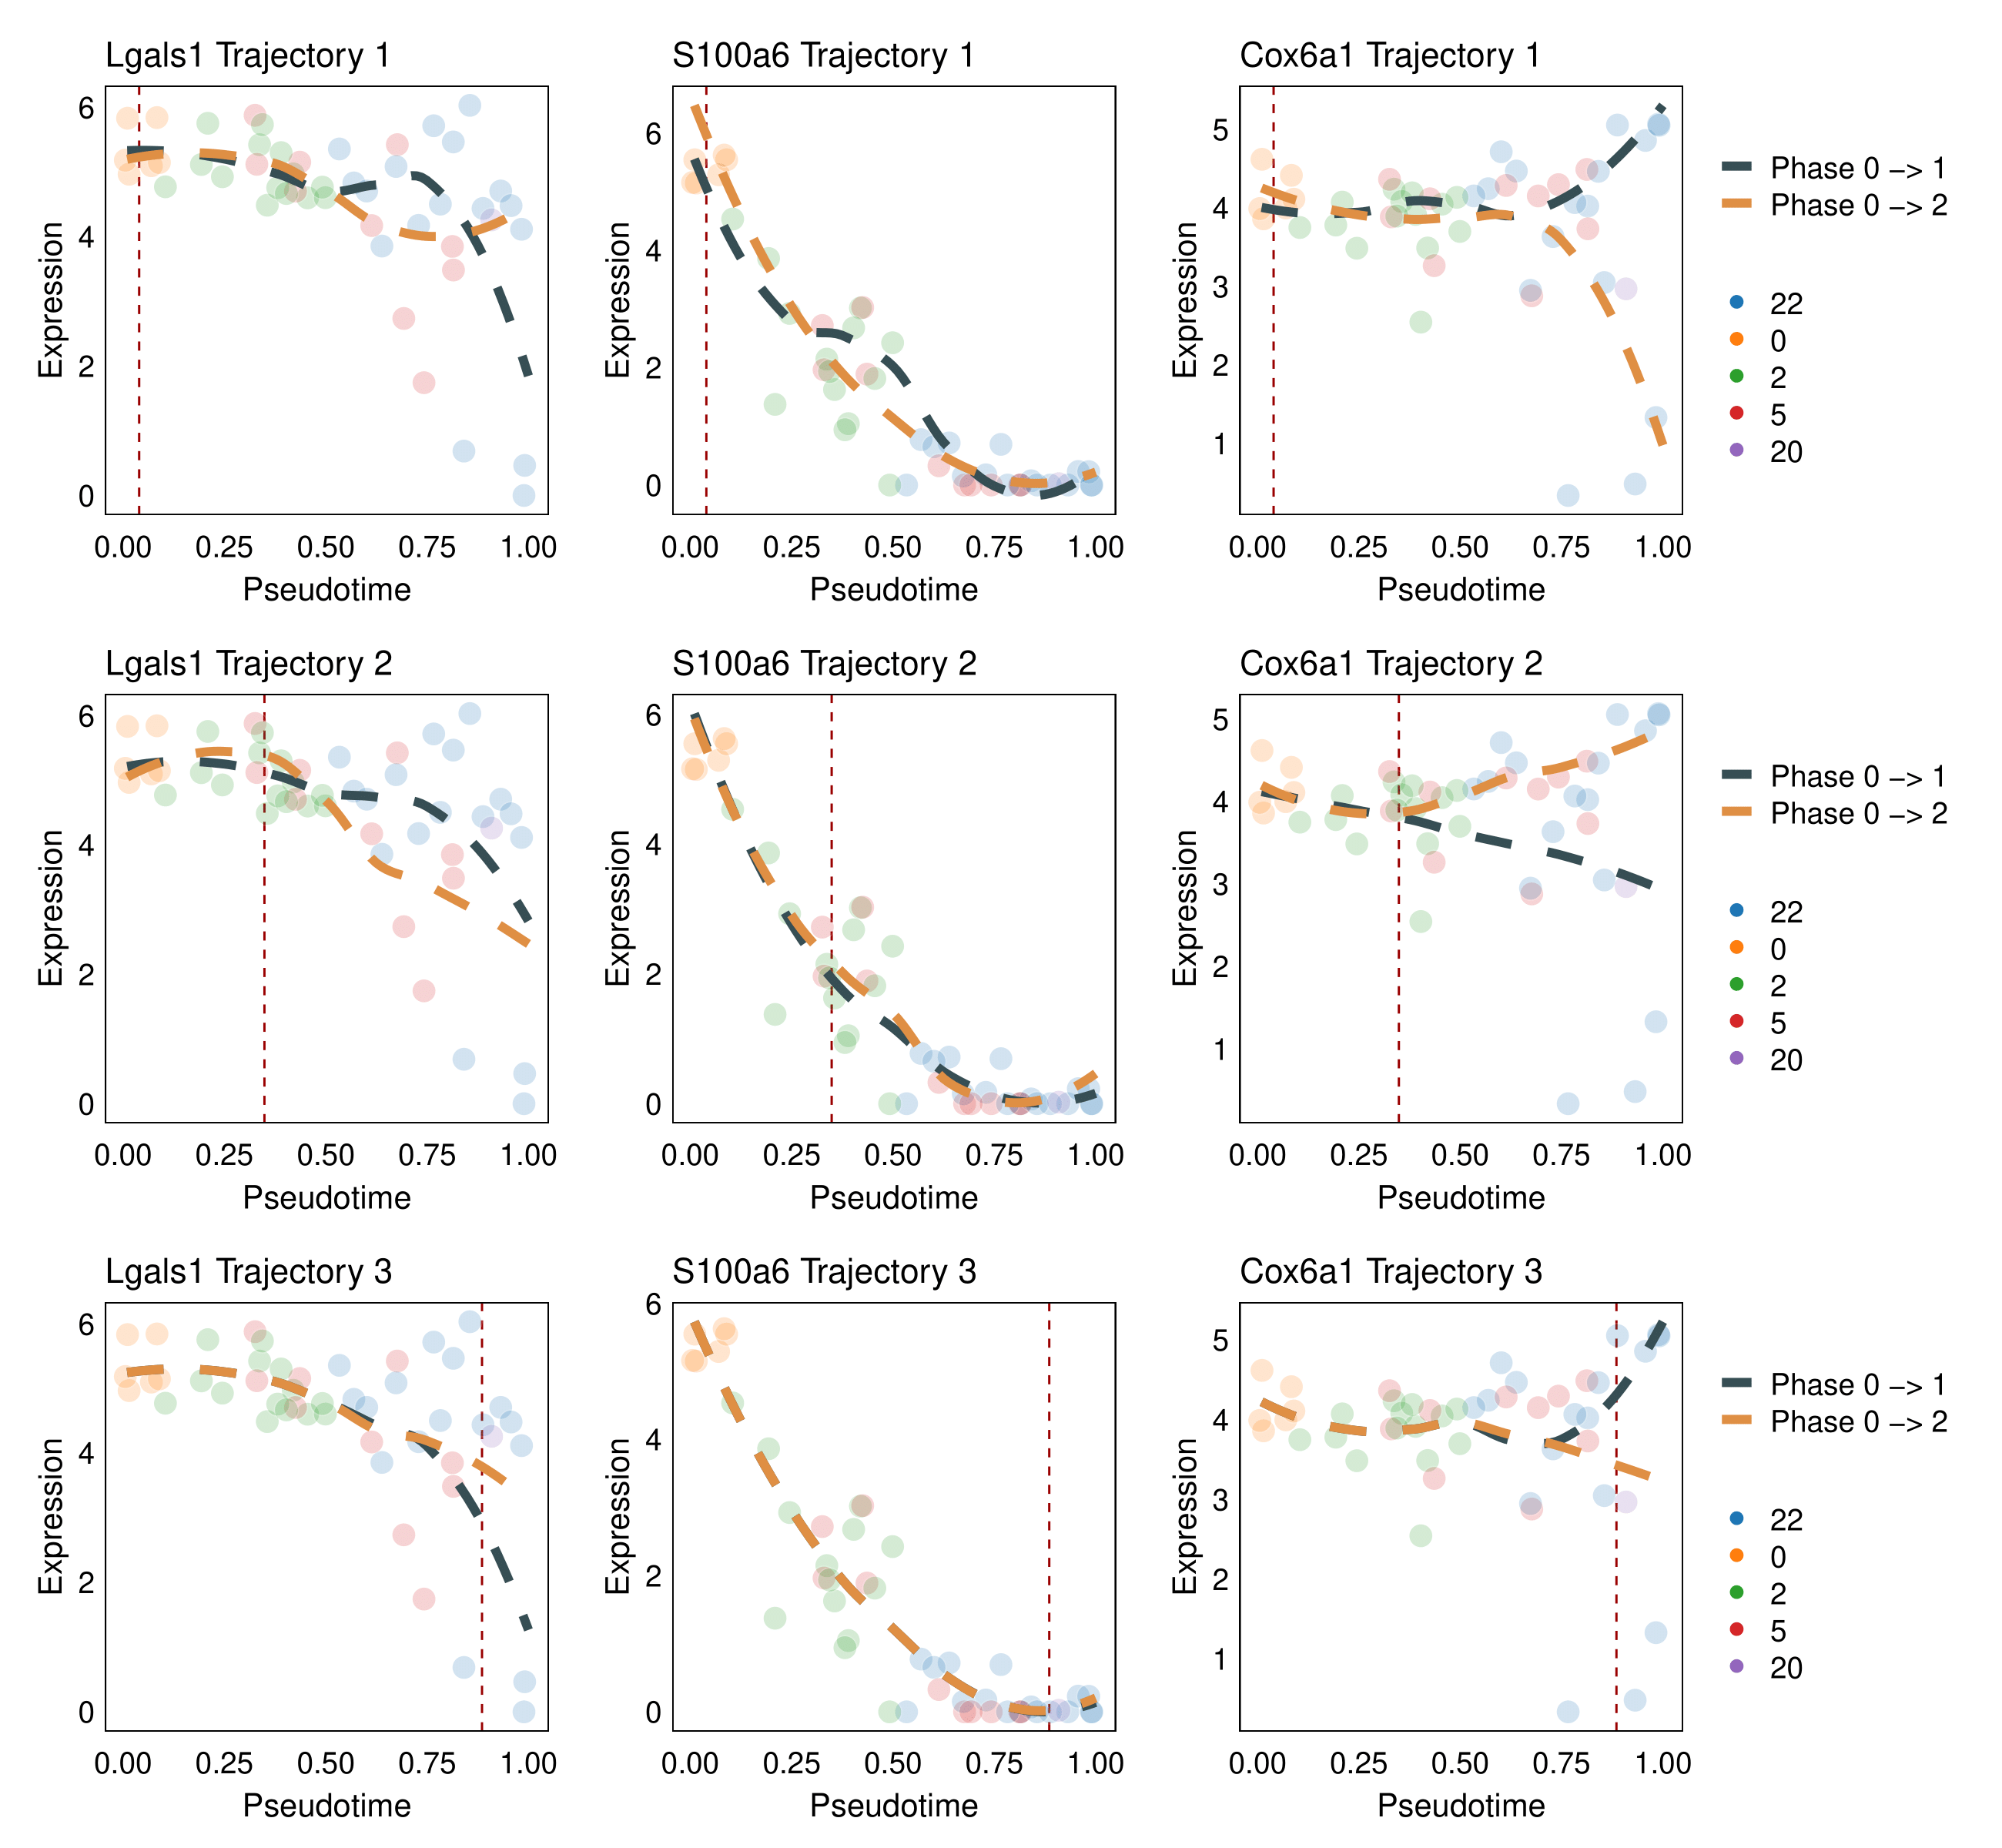 Lgals1 Trajectory 1
S100a6 Trajectory 1
Cox6a1 Trajectory 1
Expression
6
4
2
0
0.00 0.25 0.50 0.75 1.00
Pseudotime
Expression
6
4
2
0
0.00 0.25 0.50 0.75 1.00
Pseudotime
Expression
5
4
3
2
1
0.00 0.25 0.50 0.75 1.00
Pseudotime
Phase 0 −> 1
Phase 0 −> 2
22
0
2
5
20
Lgals1 Trajectory 2
S100a6 Trajectory 2
Cox6a1 Trajectory 2
Expression
6
4
2
0
0.00 0.25 0.50 0.75 1.00
Pseudotime
Expression
6
4
2
0
0.00 0.25 0.50 0.75 1.00
Pseudotime
Expression
5
4
3
2
1
0.00 0.25 0.50 0.75 1.00
Pseudotime
Phase 0 −> 1
Phase 0 −> 2
22
0
2
5
20
Lgals1 Trajectory 3
S100a6 Trajectory 3
Cox6a1 Trajectory 3
Expression
6
4
2
0
0.00 0.25 0.50 0.75 1.00
Pseudotime
Expression
6
4
2
0
0.00 0.25 0.50 0.75 1.00
Pseudotime
Expression
5
4
3
2
1
0.00 0.25 0.50 0.75 1.00
Pseudotime
Phase 0 −> 1
Phase 0 −> 2
22
0
2
5
20